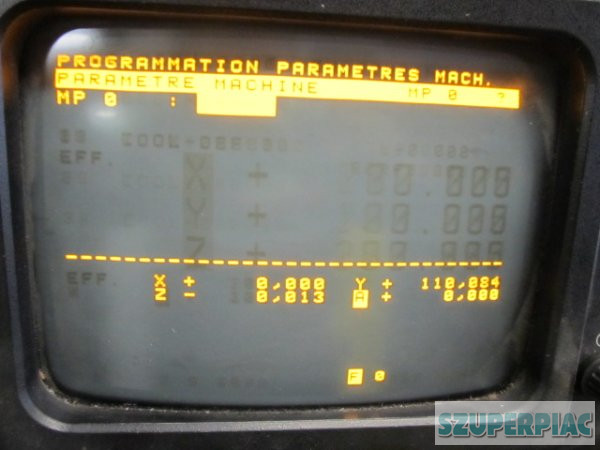 PROGRAMMATION PARAMETRES MACH.
PARAMETRE MACHINE MP 0 ?
MP 0 :
EFF.
X +
Y +
Z +
EFF. X + 0,000 Y + 110,084
Z - 0,013 A + 0,000
F 0
SZUPERPIAC